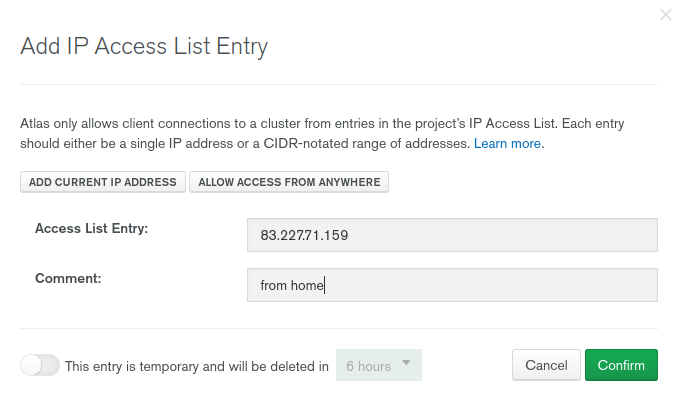 Add IP Access List Entry
Atlas only allows client connections to a cluster from entries in the project's IP Access List. Each entry
should either be a single IP address or a CIDR-notated range of addresses. Learn more.
ADD CURRENT IP ADDRESS ALLOW ACCESS FROM ANYWHERE
Access List Entry: 83.227.71.159
Comment: from home
This entry is temporary and will be deleted in 6 hours Cancel Confirm